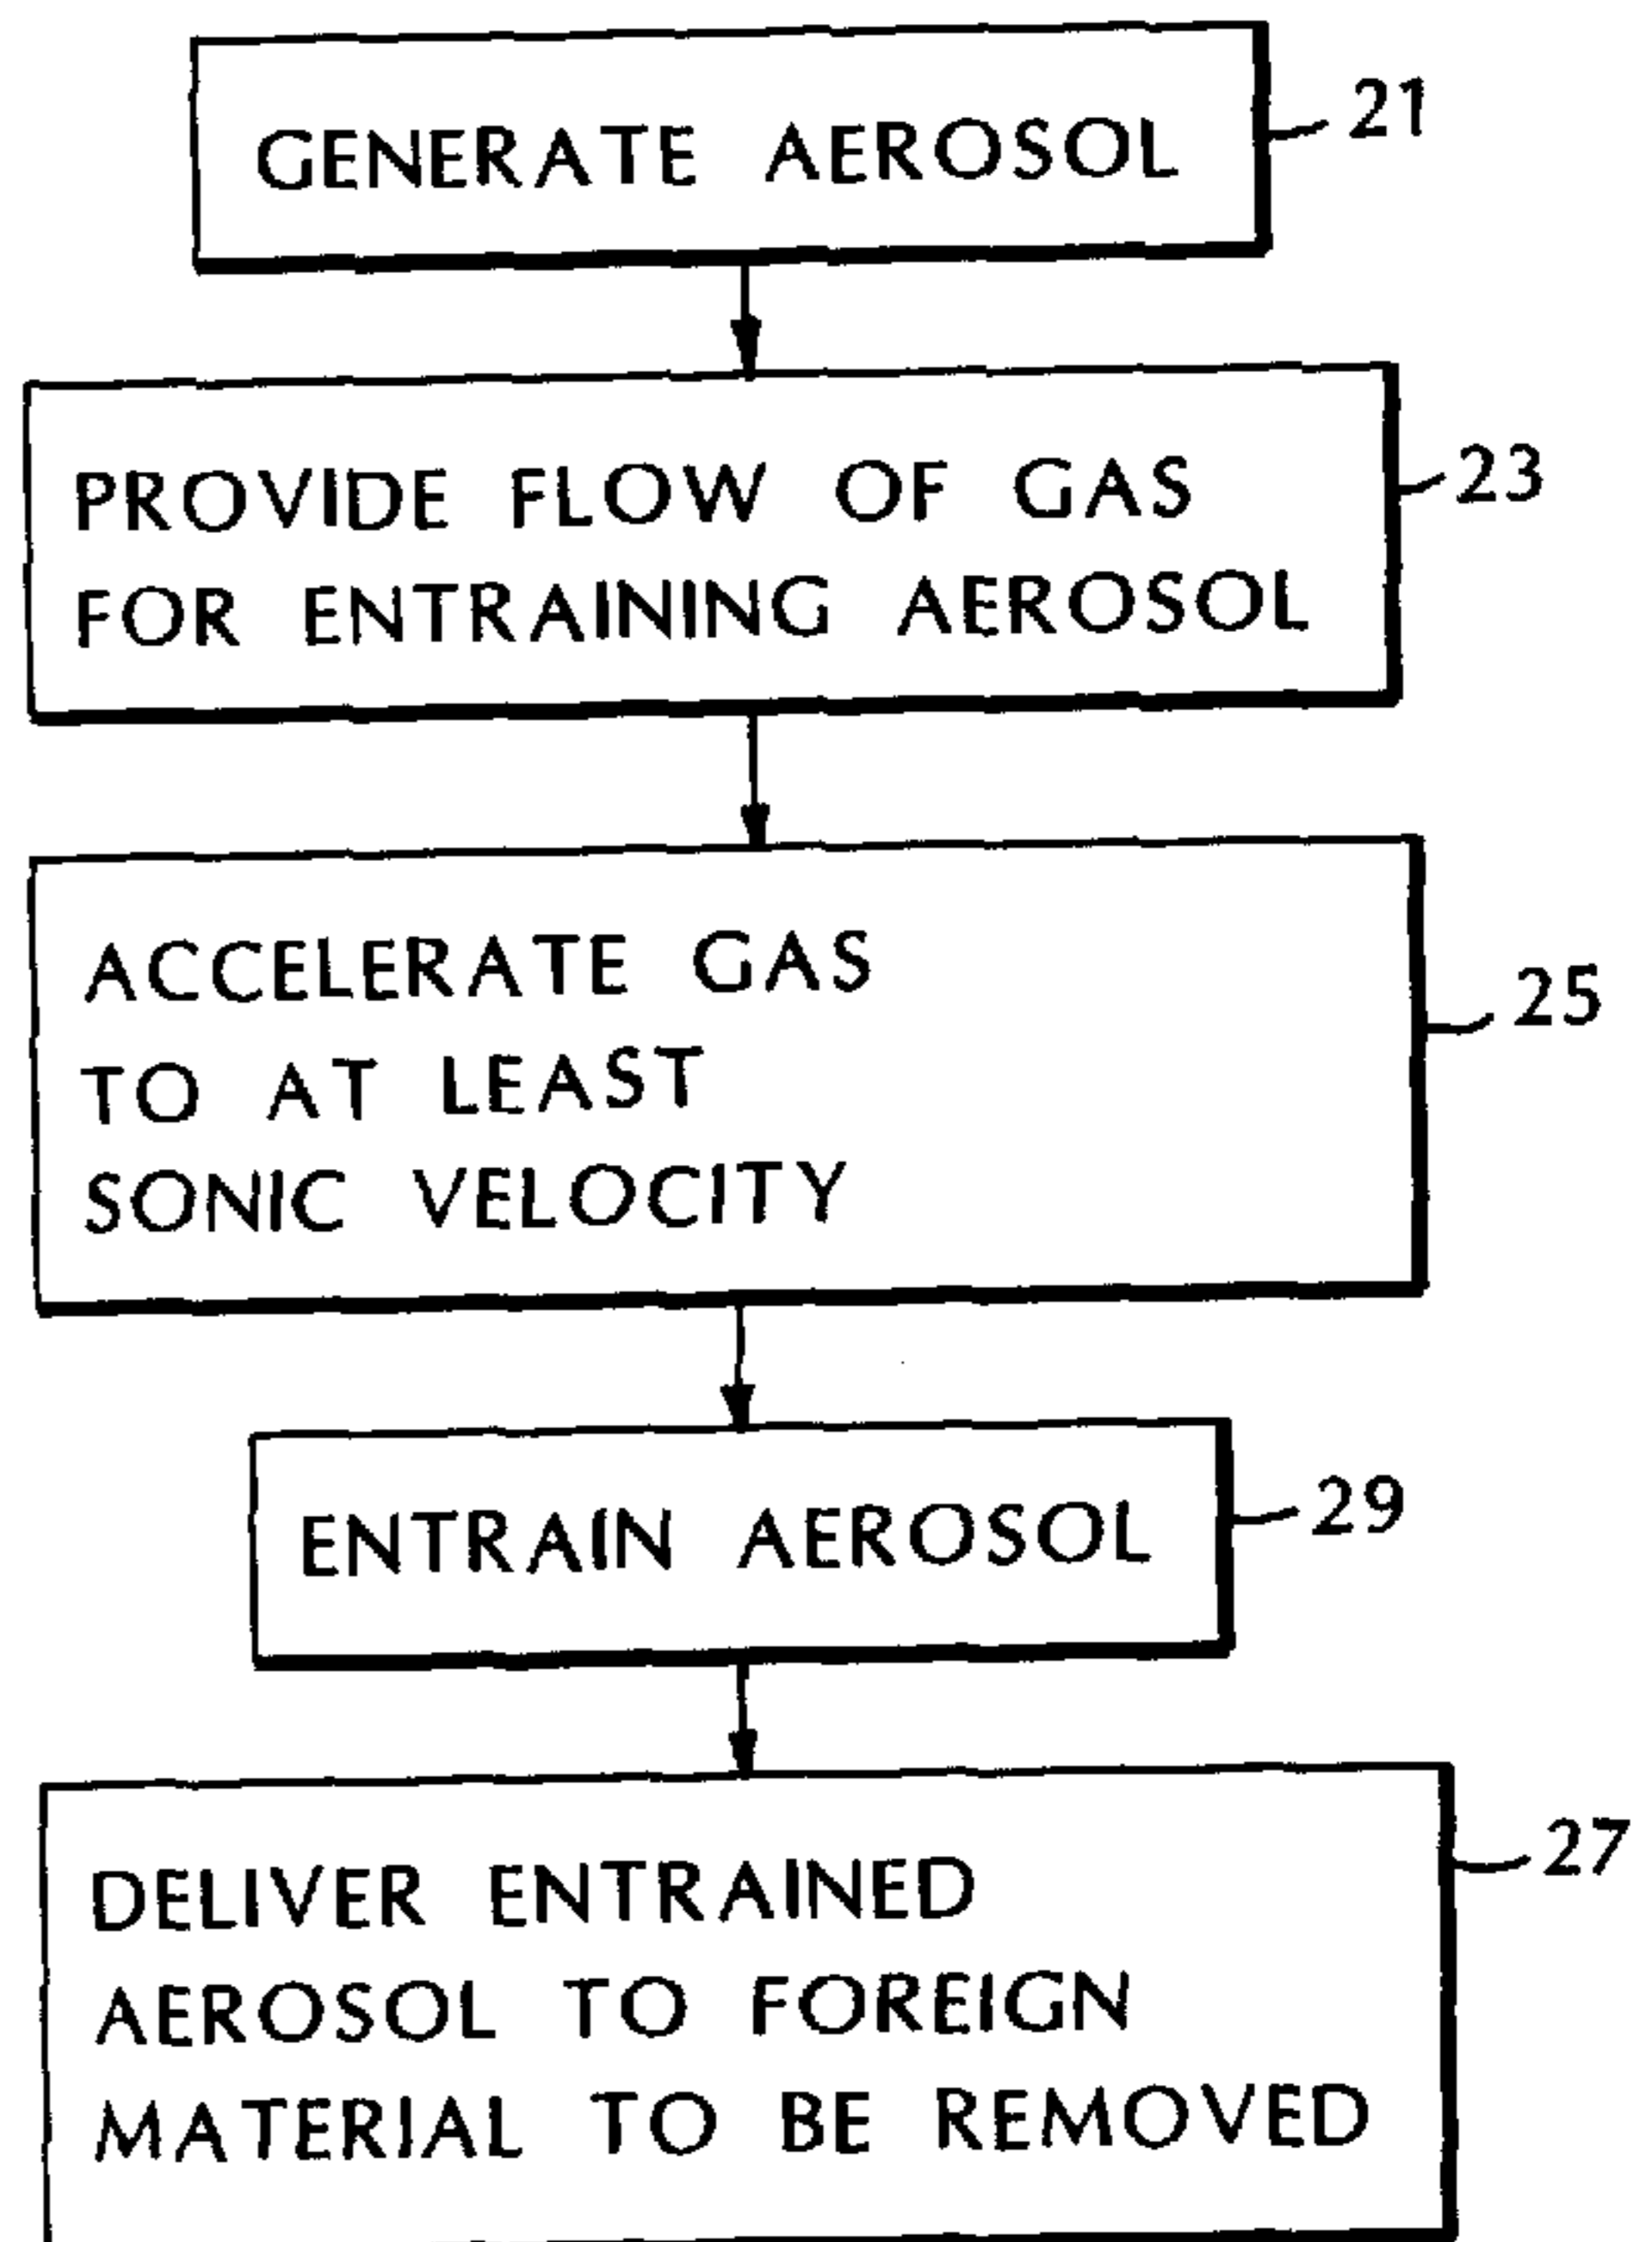 GENERATE AEROSOL
21
PROVIDE FLOW OF GAS
FOR ENTRAINING AEROSOL
23
ACCELERATE GAS
TO AT LEAST
SONIC VELOCITY
25
ENTRAIN AEROSOL
29
DELIVER ENTRAINED
AEROSOL TO FOREIGN
MATERIAL TO BE REMOVED
27